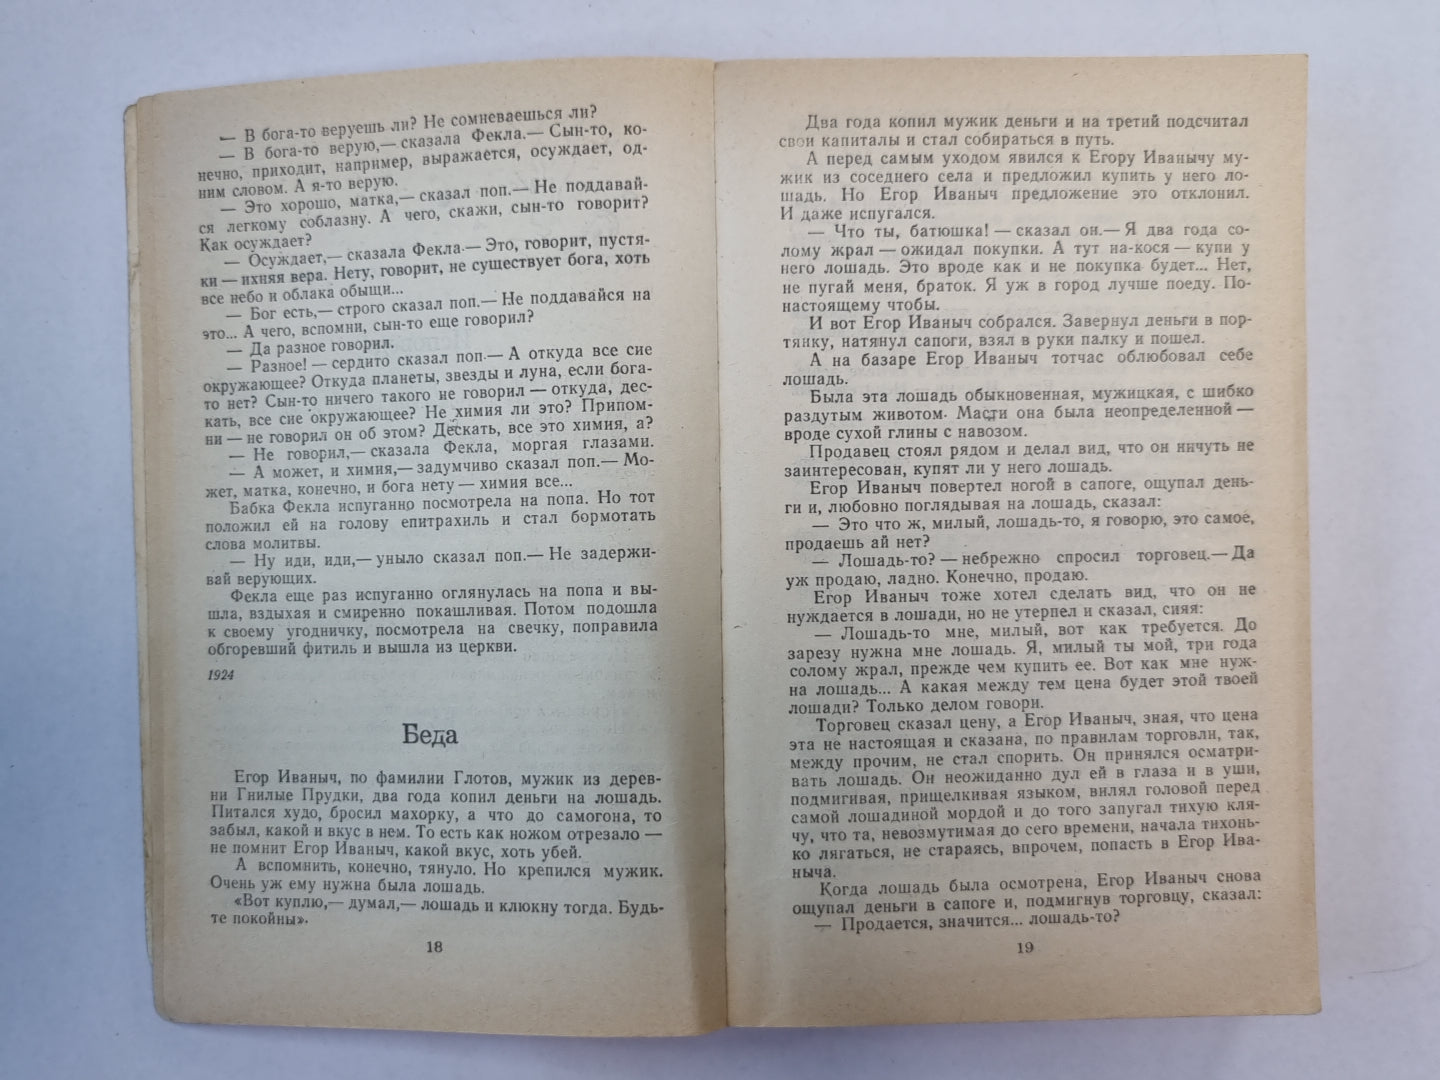 — В бога-то веруешь ли? Не сомневаешься ли?
— В бога-то верую,— сказала Фекла.— Сын-то, ко-
нечно, приходит, например, выражается, осуждает, од-
ним словом. А я-то верую.
— Это хорошо, матка,— сказал поп.— Не поддавай-
ся легкому соблазну. А чего, скажи, сын-то говорит?
Как осуждает?
— Осуждает,— сказала Фекла.— Это, говорит, пустя-
ки — ихняя вера. Нету, говорит, не существует бога, хоть
все небо и облака обыщи...
— Бог есть,— строго сказал поп.— Не поддавайся на
это... А чего, вспомни, сын-то еще говорил?
— Да разное говорил.
— Разное! — сердито сказал поп.— А откуда все сие
окружающее? Откуда планеты, звезды и луна, если бога-
то нет? Сын-то ничего такого не говорил — откуда, дес-
кать, все сие окружающее? Не химия ли это? Припом-
ни — не говорил он об этом? Дескать, все это химия, а?
— Не говорил,— сказала Фекла, моргая глазами.
— А может, и химия,— задумчиво сказал поп.— Мо-
жет, матка, конечно, и бога нету — химия все...
Бабка Фекла испуганно посмотрела на попа. Но тот
положил ей на голову епитрахиль и стал бормотать
слова молитвы.
— Ну иди, иди,— уныло сказал поп.— Не задержи-
вай верующих.
Фекла еще раз испуганно оглянулась на попа и вы-
шла, вздыхая и смиренно покашливая. Потом подошла
к своему угодничку, посмотрела на свечку, поправила
обгоревший фитиль и вышла из церкви.
1924
Беда
Егор Иваныч, по фамилии Глотов, мужик из дерев-
ни Гнилые Прудки, два года копил деньги на лошадь.
Питался худо, бросил махорку, а что до самогона, то
забыл, какой и вкус в нем. То есть как ножом отрезало —
не помнит Егор Иваныч, какой вкус, хоть убей.
А вспомнить, конечно, тянуло. Но крепился мужик.
Очень уж ему нужна была лошадь.
«Вот куплю,— думал,— лошадь и клюкну тогда. Будь-
те покойны».
18
Два года копил мужик деньги и на третий подсчитал
свои капиталы и стал собираться в путь.
А перед самым уходом явился к Егору Иванычу му-
жик из соседнего села и предложил купить у него ло-
шадь. Но Егор Иваныч предложение это отклонил.
И даже испугался.
— Что ты, батюшка! — сказал он.— Я два года со-
лому жрал — ожидал покупки. А тут на-кося — купи у
него лошадь. Это вроде как и не покупка будет... Нет,
не пугай меня, браток. Я уж в город лучше поеду. По-
настоящему чтобы.
И вот Егор Иваныч собрался. Завернул деньги в пор-
тянку, натянул сапоги, взял в руки палку и пошел.
А на базаре Егор Иваныч тотчас облюбовал себе
лошадь.
Была эта лошадь обыкновенная, мужицкая, с шибко
раздутым животом. Масти она была неопределенной —
вроде сухой глины с навозом.
Продавец стоял рядом и делал вид, что он ничуть не
заинтересован, купят ли у него лошадь.
Егор Иваныч повертел ногой в сапоге, ощупал день-
ги и, любовно поглядывая на лошадь, сказал:
— Это что ж, милый, лошадь-то, я говорю, это самое,
продаешь ай нет?
— Лошадь-то? — небрежно спросил торговец.— Да
уж продаю, ладно. Конечно, продаю.
Егор Иваныч тоже хотел сделать вид, что он не
нуждается в лошади, но не утерпел и сказал, сияя:
— Лошадь-то мне, милый, вот как требуется. До
зарезу нужна мне лошадь. Я, милый ты мой, три года
солому жрал, прежде чем купить ее. Вот как мне нуж-
на лошадь... А какая между тем цена будет этой твоей
лошади? Только делом говори.
Торговец сказал цену, а Егор Иваныч, зная, что цена
эта не настоящая и сказана, по правилам торговли, так,
между прочим, не стал спорить. Он принялся осматри-
вать лошадь. Он неожиданно дул ей в глаза и в уши,
подмигивая, прищелкивая языком, вилял головой перед
самой лошадиной мордой и до того запугал тихую кля-
чу, что та, невозмутимая до сего времени, начала тихонь-
ко лягаться, не стараясь, впрочем, попасть в Егор Ива-
ныча.
Когда лошадь была осмотрена, Егор Иваныч снова
ощупал деньги в сапоге и, подмигнув торговцу, сказал:
— Продается, значится... лошадь-то?
19